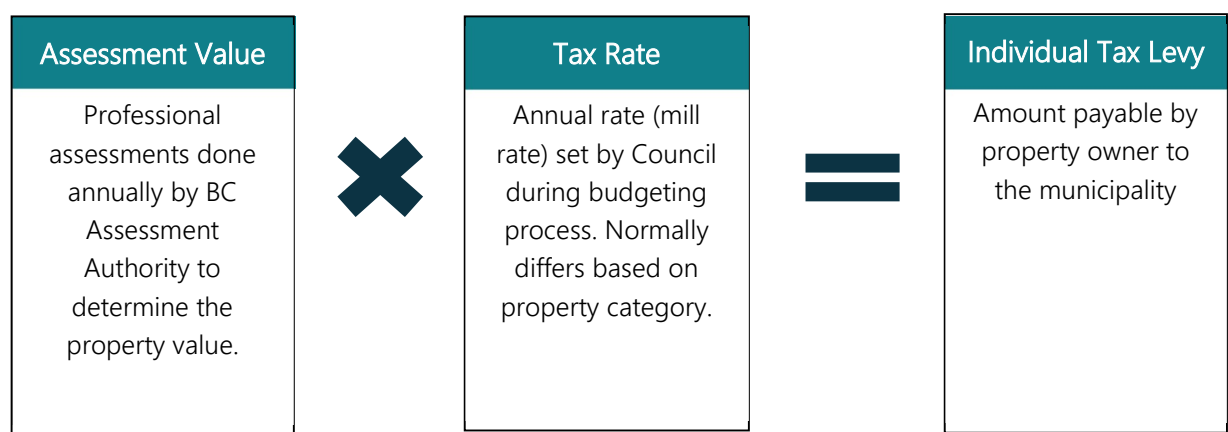 Assessment Value
Professional
assessments done
annually by BC
Assessment
Authority to
determine the
property value.
Tax Rate
Annual rate (mill
rate) set by Council
during budgeting
process. Normally
differs based on
property category.
Individual Tax Levy
Amount payable by
property owner to
the municipality